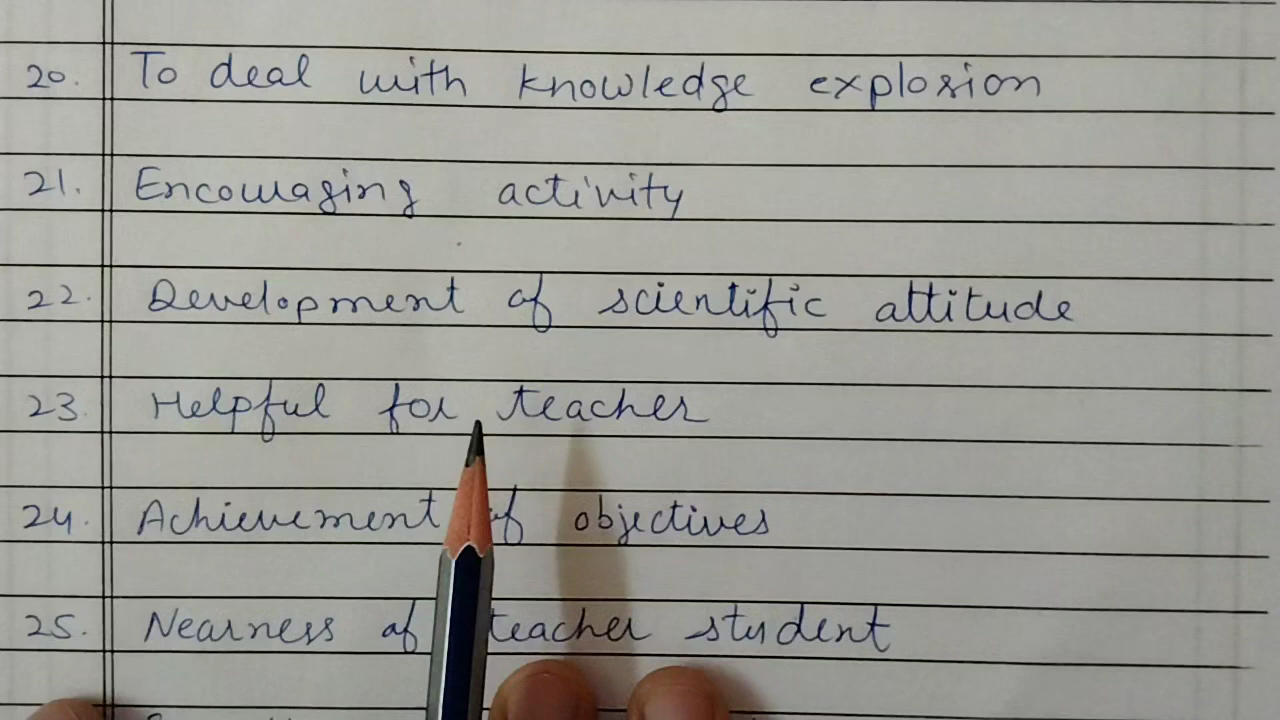 20. To deal with knowledge explosion
21. Encouraging activity
22. Development of scientific attitude
23. Helpful for teacher
24. Achievement of objectives
25. Nearness of teacher student